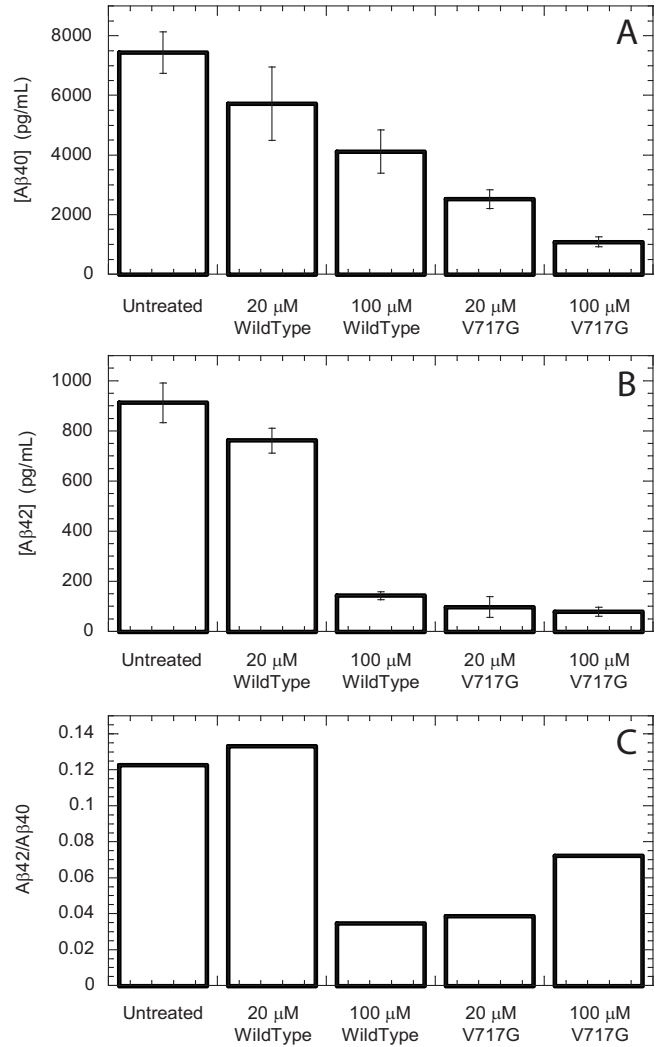 A
[Aβ40] (pg/mL)
8000
6000
4000
2000
0
Untreated
20 μM
WildType
100 μM
WildType
20 μM
V717G
100 μM
V717G
B
[Aβ42] (pg/mL)
1000
800
600
400
200
0
Untreated
20 μM
WildType
100 μM
WildType
20 μM
V717G
100 μM
V717G
C
Aβ42/Aβ40
0.14
0.12
0.1
0.08
0.06
0.04
0.02
0
Untreated
20 μM
WildType
100 μM
WildType
20 μM
V717G
100 μM
V717G